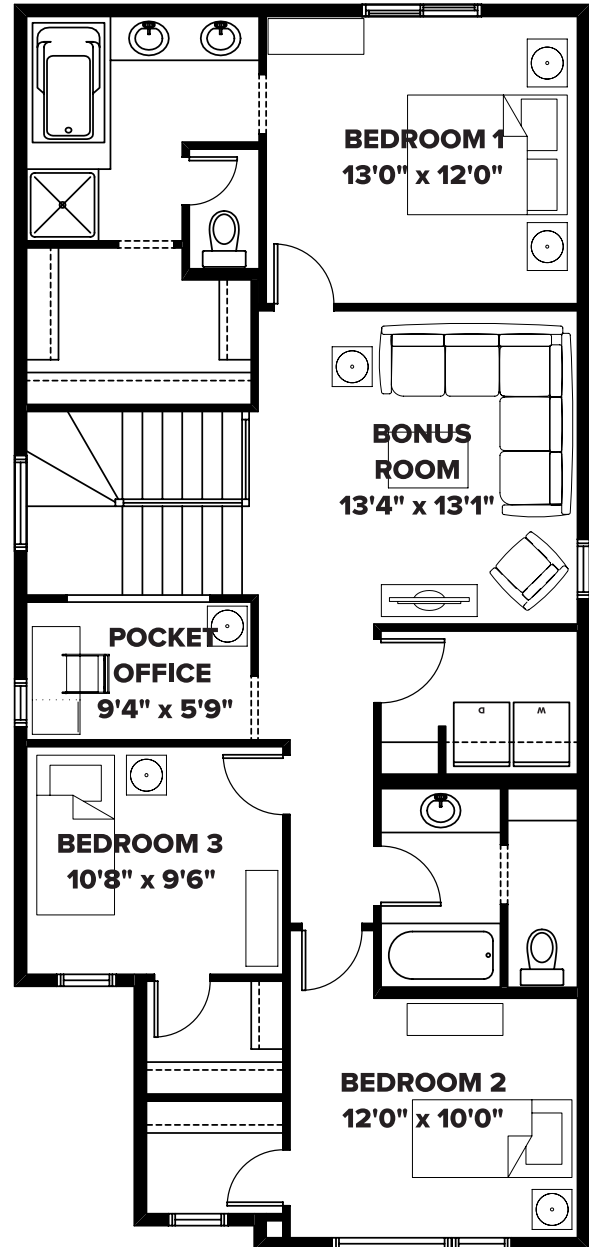 BEDROOM 1
13'0" x 12'0"
BONUS
ROOM
13'4" x 13'1"
POCKET
OFFICE
9'4" x 5'9"
D
W
BEDROOM 3
10'8" x 9'6"
BEDROOM 2
12'0" x 10'0"